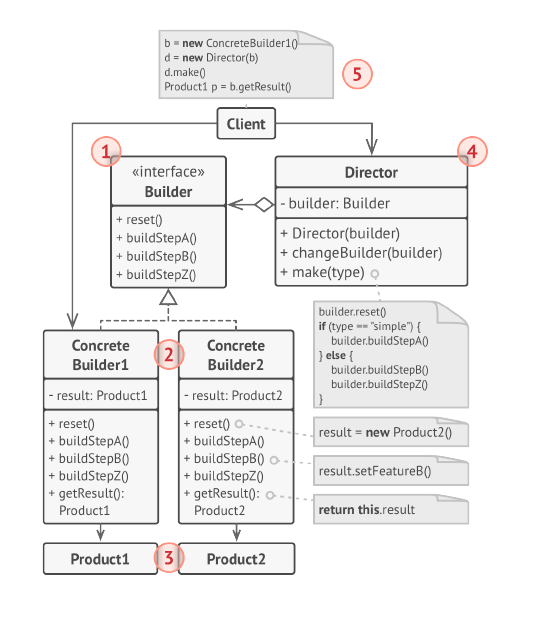 b = new ConcreteBuilder1()
d = new Director(b)
d.make()
Product1 p = b.getResult()
5
Client
1
«interface»
Builder
+ reset()
+ buildStepA()
+ buildStepB()
+ buildStepZ()
4
Director
- builder: Builder
+ Director(builder)
+ changeBuilder(builder)
+ make(type)
builder.reset()
if (type == "simple") {
builder.buildStepA()
} else {
builder.buildStepB()
builder.buildStepZ()
}
2
Concrete
Builder1
- result: Product1
+ reset()
+ buildStepA()
+ buildStepB()
+ buildStepZ()
+ getResult():
Product1
Concrete
Builder2
- result: Product2
+ reset()
+ buildStepA()
+ buildStepB()
+ buildStepZ()
+ getResult():
Product2
result = new Product2()
result.setFeatureB()
return this.result
Product1
3
Product2